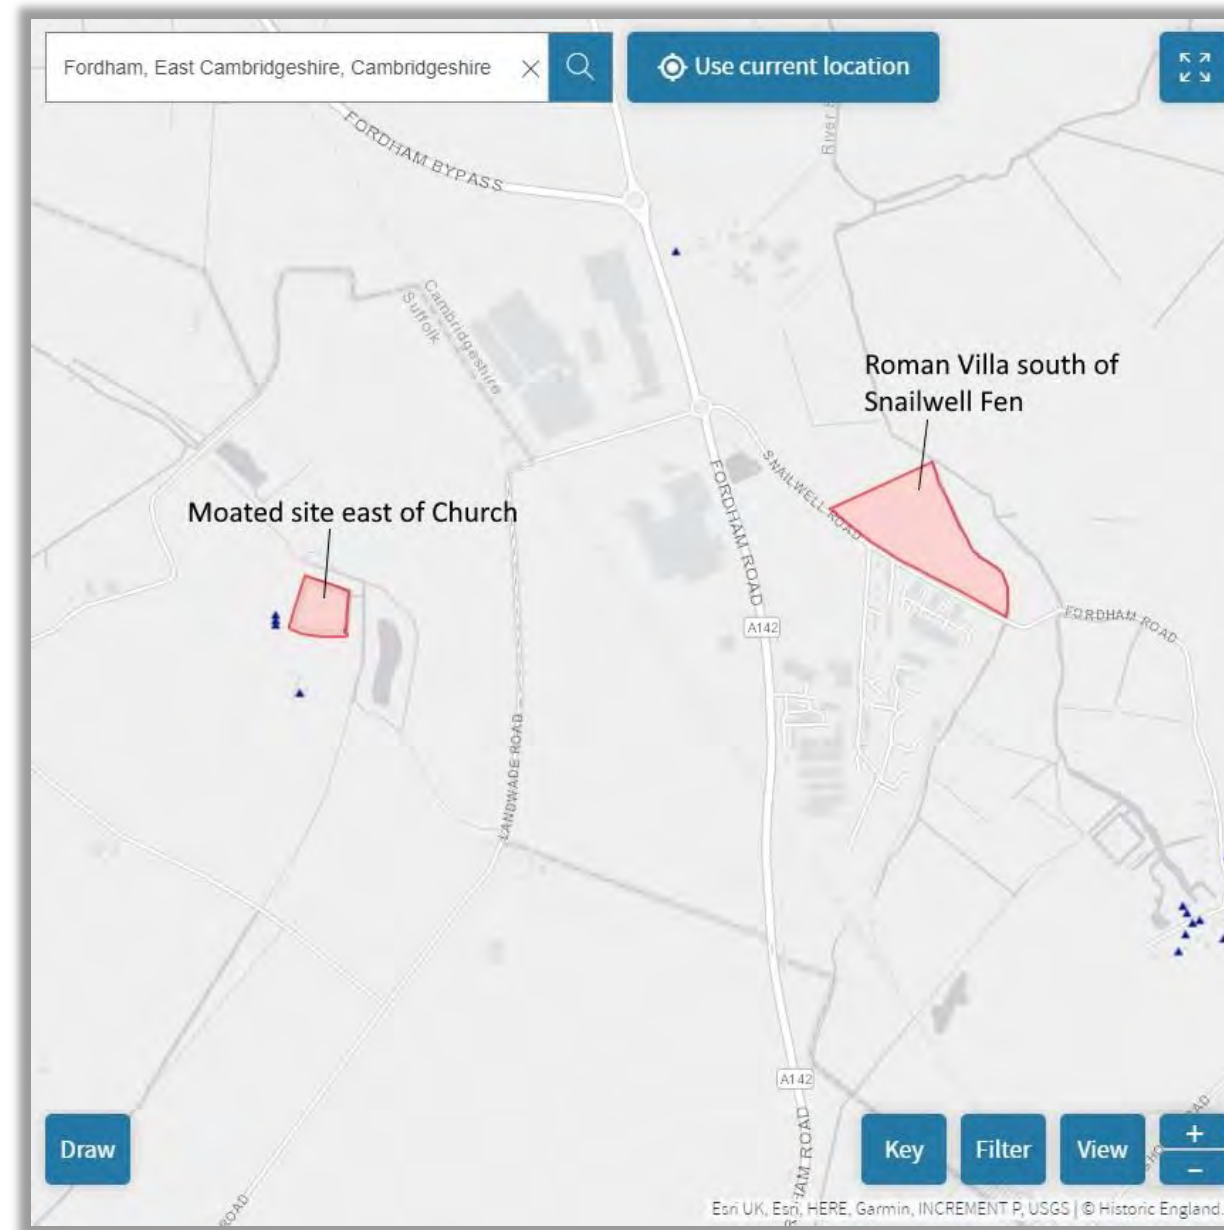 Fordham, East Cambridgeshire, Cambridgeshire
Use current location
FORDHAM BYPASS
River
Cambridgeshire
Suffolk
Roman Villa south of
Snailwell Fen
SNAILWELL ROAD
FORDHAM ROAD
Moated site east of Church
A142
FORDHAM ROAD
LANDWADE ROAD
A142
ROAD
Draw
Key
Filter
View
+
−
Esri UK, Esri, HERE, Garmin, INCREMENT P, USGS | © Historic England.